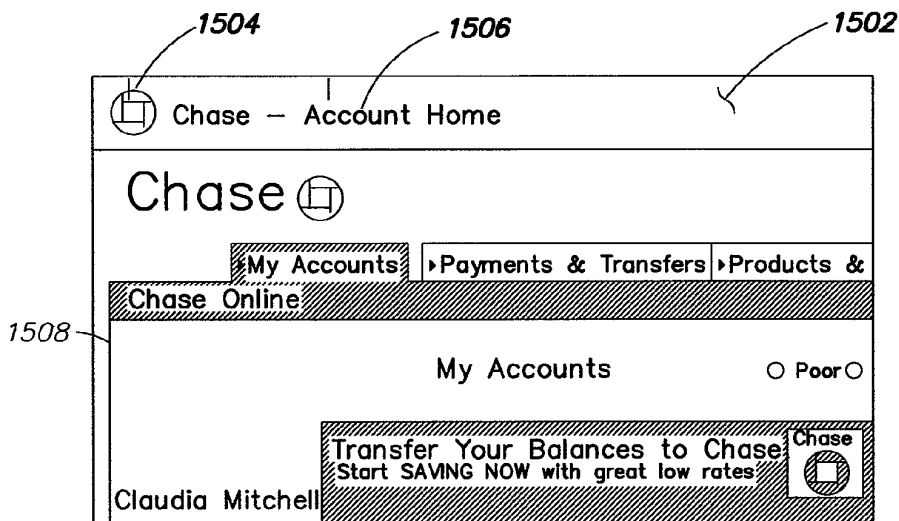 1504
1506
1502
Chase – Account Home
Chase
My Accounts
Payments & Transfers
Products &
Chase Online
1508
My Accounts
Poor
Transfer Your Balances to Chase
Start SAVING NOW with great low rates
Chase
Claudia Mitchell